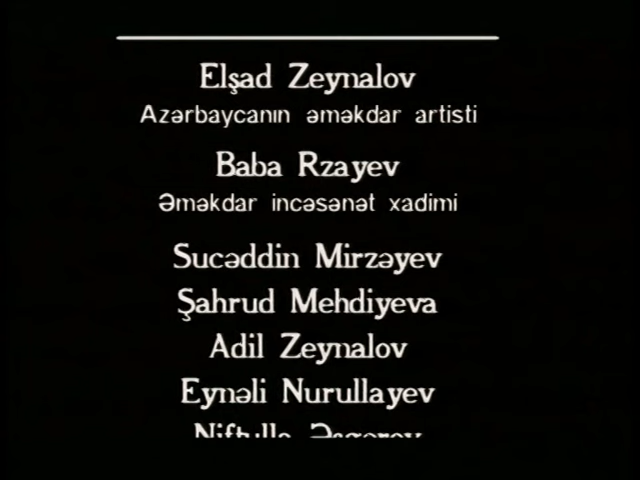 Elşad Zeynalov
Azərbaycanın əməkdar artisti
Baba Rzayev
Əməkdar incəsənət xadimi
Sucəddin Mirzəyev
Şahrud Mehdiyeva
Adil Zeynalov
Eynəli Nurullayev